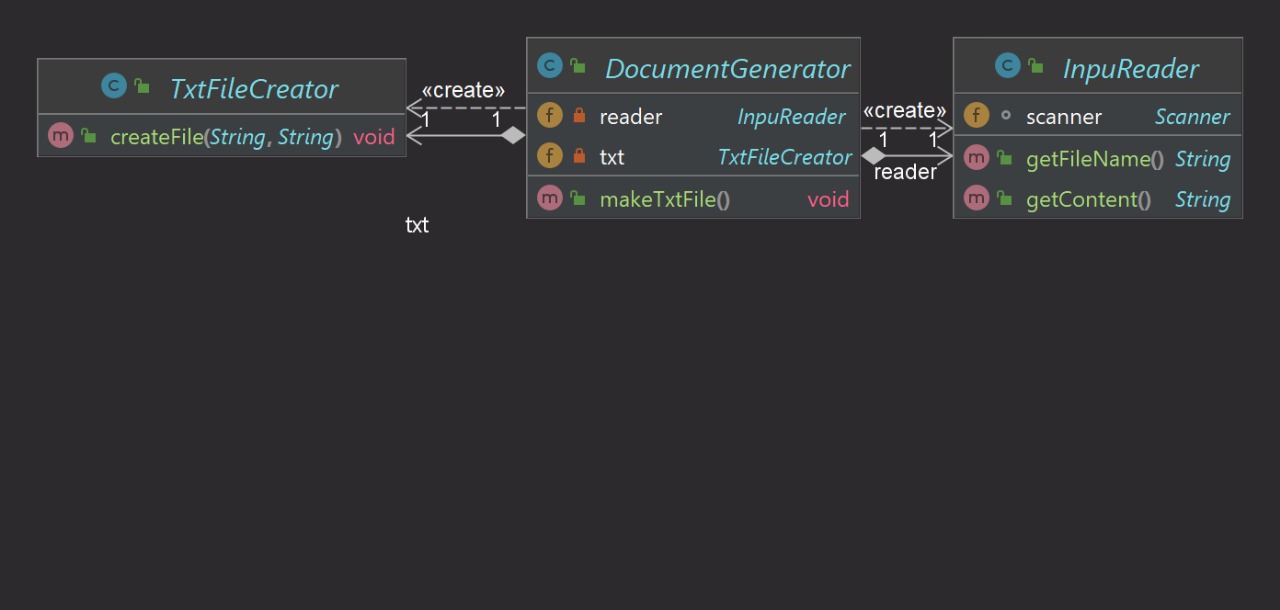 TxtFileCreator
m createFile(String, String) void
«create»
1 1
txt
C DocumentGenerator
f reader InpuReader
f txt TxtFileCreator
m makeTxtFile() void
«create»
1 1
reader
C InpuReader
f scanner Scanner
m getFileName() String
m getContent() String